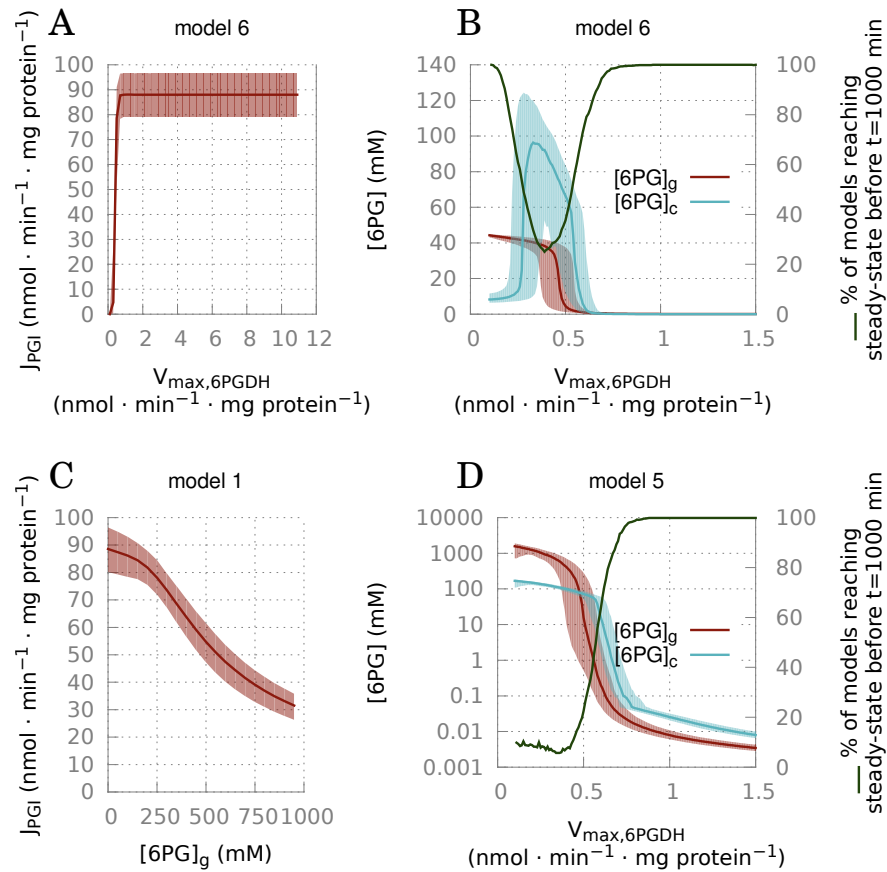 A
model 6
J_PGI (nmol · min⁻¹ · mg protein⁻¹)
100
90
80
70
60
50
40
30
20
10
0
0 2 4 6 8 10 12
V_max,6PGDH
(nmol · min⁻¹ · mg protein⁻¹)
B
model 6
[6PG] (mM)
140
120
100
80
60
40
20
0
[6PG]_g
[6PG]_c
100
80
60
40
20
0
% of models reaching
steady-state before t=1000 min
0 0.5 1 1.5
V_max,6PGDH
(nmol · min⁻¹ · mg protein⁻¹)
C
model 1
J_PGI (nmol · min⁻¹ · mg protein⁻¹)
100
90
80
70
60
50
40
30
20
10
0
0 250 500 750 1000
[6PG]_g (mM)
D
model 5
[6PG] (mM)
10000
1000
100
10
1
0.1
0.01
0.001
[6PG]_g
[6PG]_c
100
80
60
40
20
0
% of models reaching
steady-state before t=1000 min
0 0.5 1 1.5
V_max,6PGDH
(nmol · min⁻¹ · mg protein⁻¹)